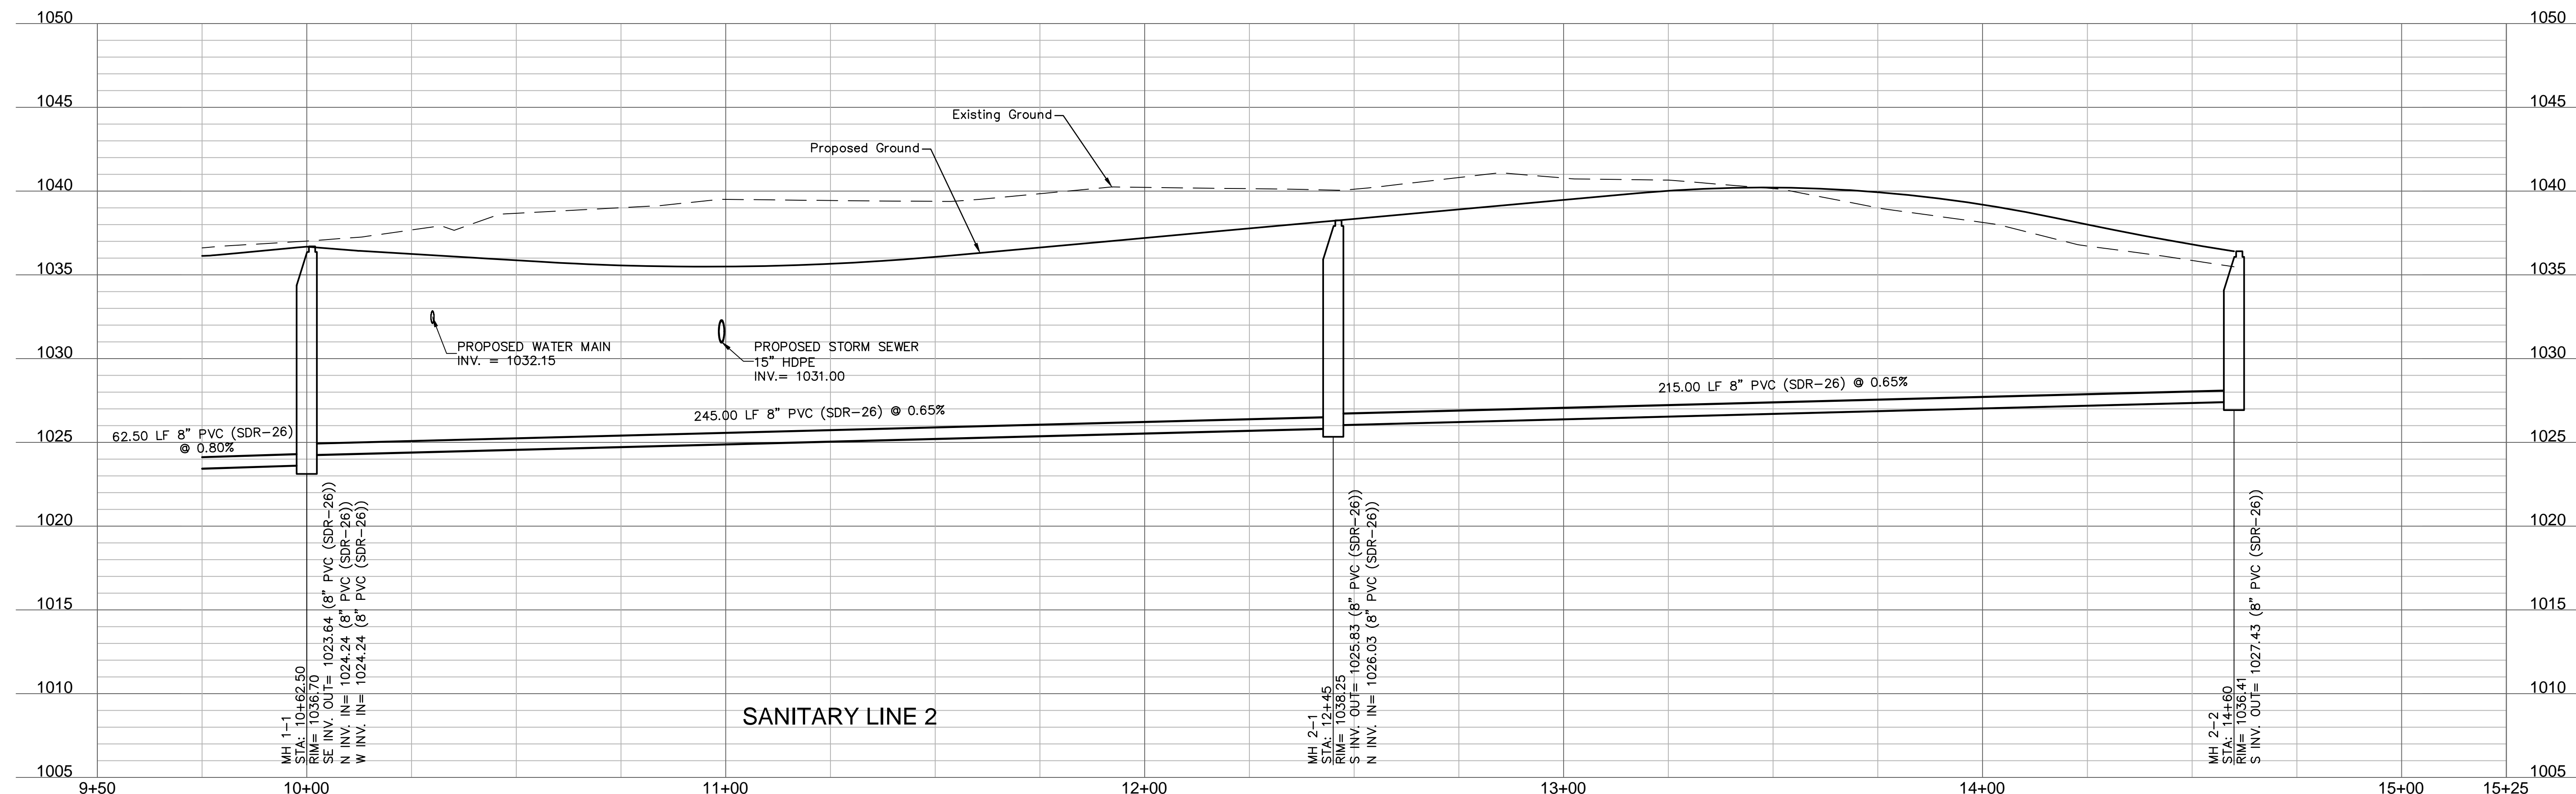 1050
1050
1045
1045
Existing Ground
Proposed Ground
1040
1040
1035
1035
PROPOSED WATER MAIN
INV. = 1032.15
PROPOSED STORM SEWER
15" HDPE
INV.= 1031.00
1030
1030
215.00 LF 8" PVC (SDR-26) @ 0.65%
245.00 LF 8" PVC (SDR-26) @ 0.65%
62.50 LF 8" PVC (SDR-26)
@ 0.80%
1025
1025
1020
1020
1015
1015
1010
1010
MH 1-1
STA: 10+62.50
RIM= 1036.70
SE INV. OUT= 1023.64 (8" PVC (SDR-26))
N INV. IN= 1024.24 (8" PVC (SDR-26))
W INV. IN= 1024.24 (8" PVC (SDR-26))
SANITARY LINE 2
MH 2-1
STA: 12+45
RIM= 1038.25
S INV. OUT= 1025.83 (8" PVC (SDR-26))
N INV. IN= 1026.03 (8" PVC (SDR-26))
MH 2-2
STA: 14+60
RIM= 1036.41
S INV. OUT= 1027.43 (8" PVC (SDR-26))
1005
1005
9+50
10+00
11+00
12+00
13+00
14+00
15+00
15+25